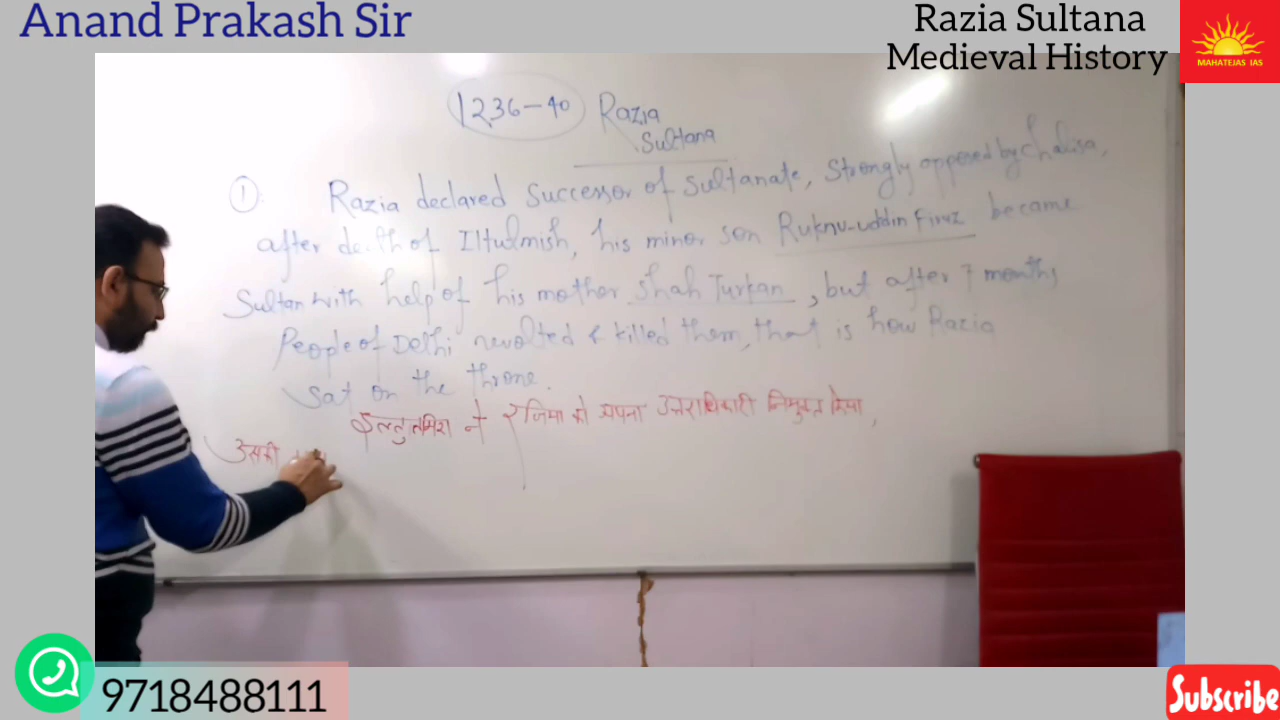 Anand Prakash Sir
Razia Sultana
Medieval History
MAHATEJAS IAS
1236-40 Razia
Sultana
① Razia declared Successor of Sultanate, Strongly opposed by Chalisa,
after death of Iltutmish, his minor son Ruknu-uddin Firuz became
Sultan with help of his mother Shah Turkan, but after 7 months
People of Delhi revolted & killed them, that is how Razia
sat on the throne.
इल्तुतमिश ने रजिया को अपना उत्तराधिकारी नियुक्त किया,
उसकी
9718488111
Subscribe